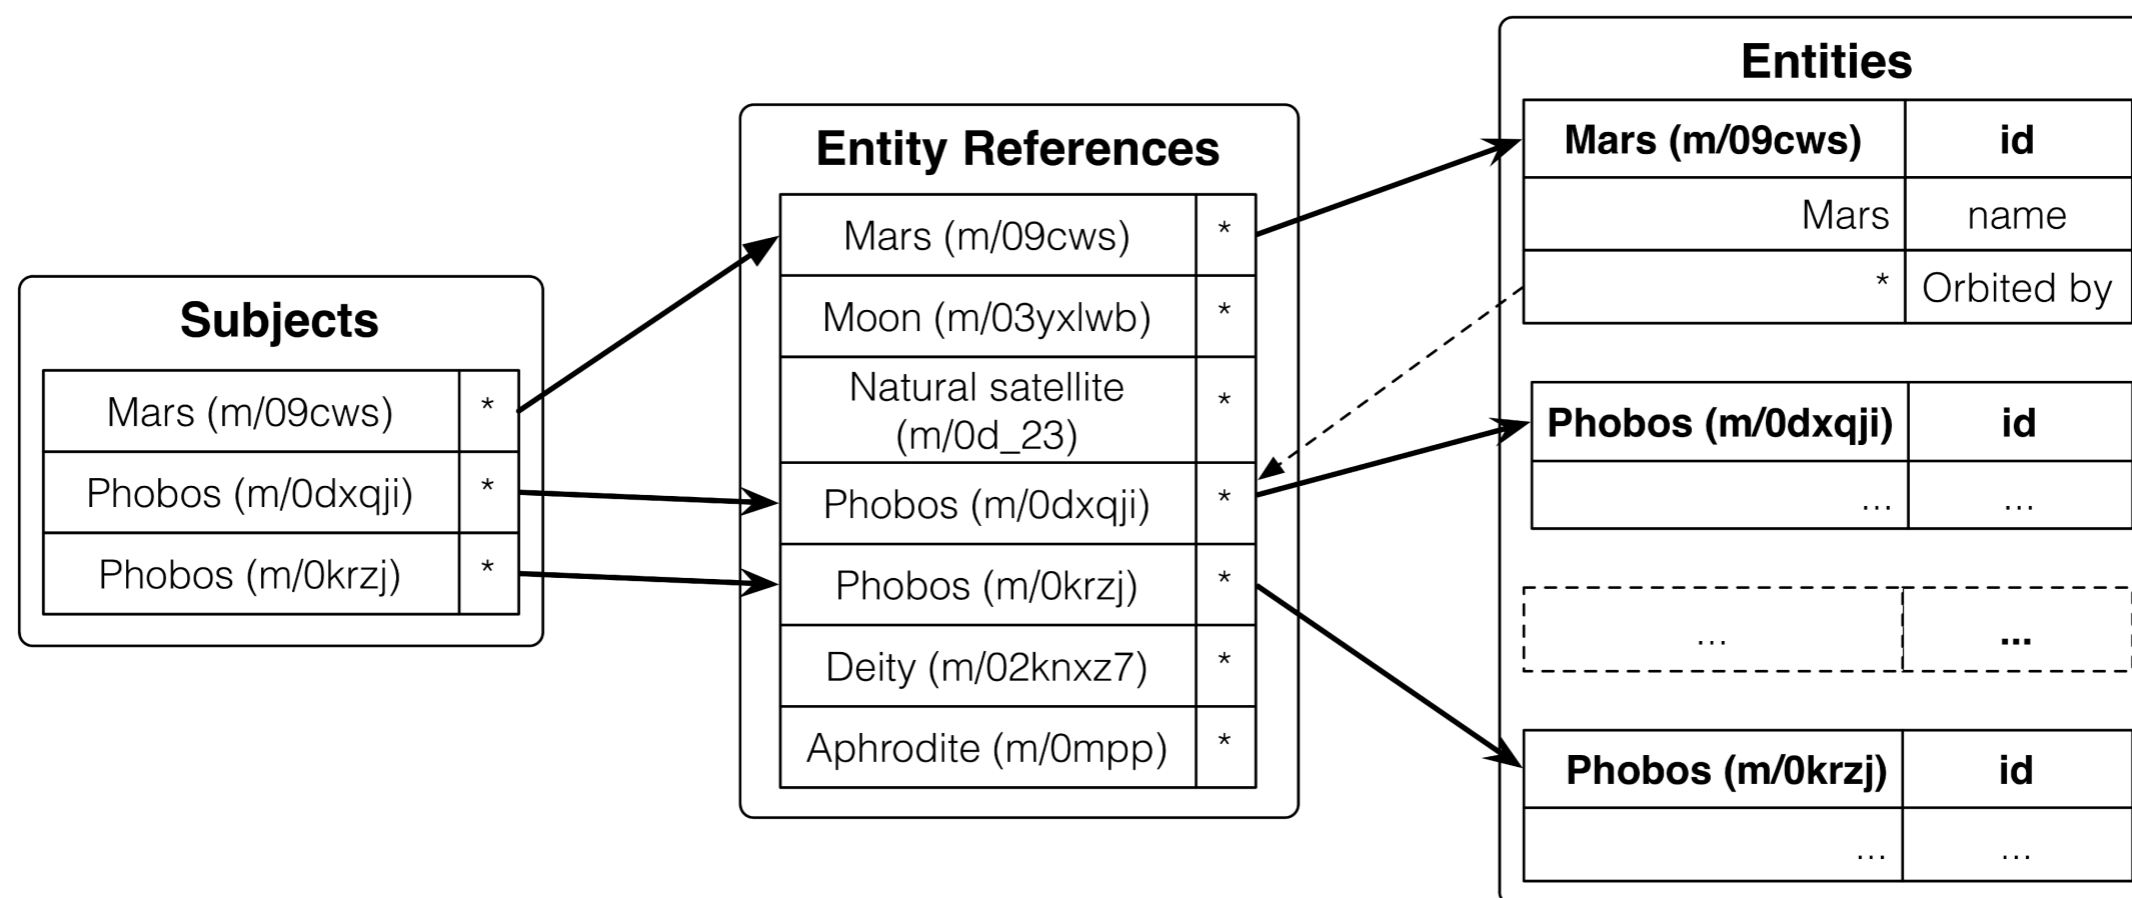 Subjects
Mars (m/09cws) *
Phobos (m/0dxqji) *
Phobos (m/0krzj) *
Entity References
Mars (m/09cws) *
Moon (m/03yxlwb) *
Natural satellite *
(m/0d_23)
Phobos (m/0dxqji) *
Phobos (m/0krzj) *
Deity (m/02knxz7) *
Aphrodite (m/0mpp) *
Entities
Mars (m/09cws) id
Mars name
* Orbited by
Phobos (m/0dxqji) id
... ...
... ...
Phobos (m/0krzj) id
... ...